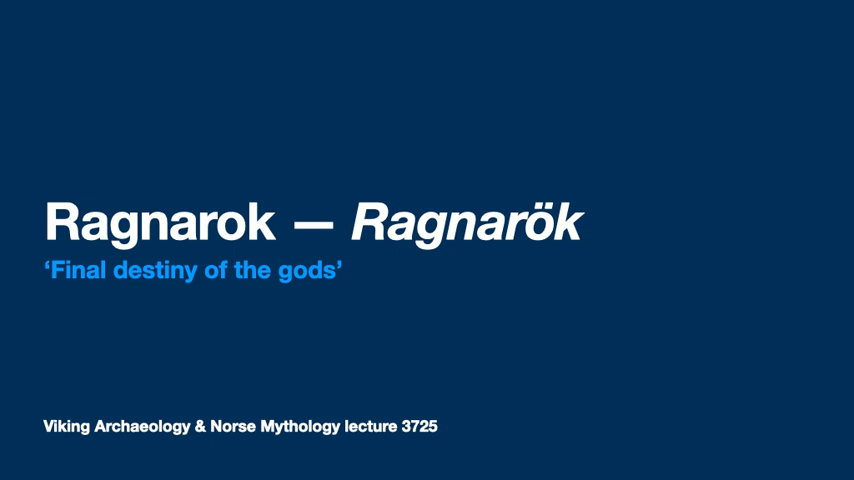 Ragnarok — Ragnarök
‘Final destiny of the gods’
Viking Archaeology & Norse Mythology lecture 3725